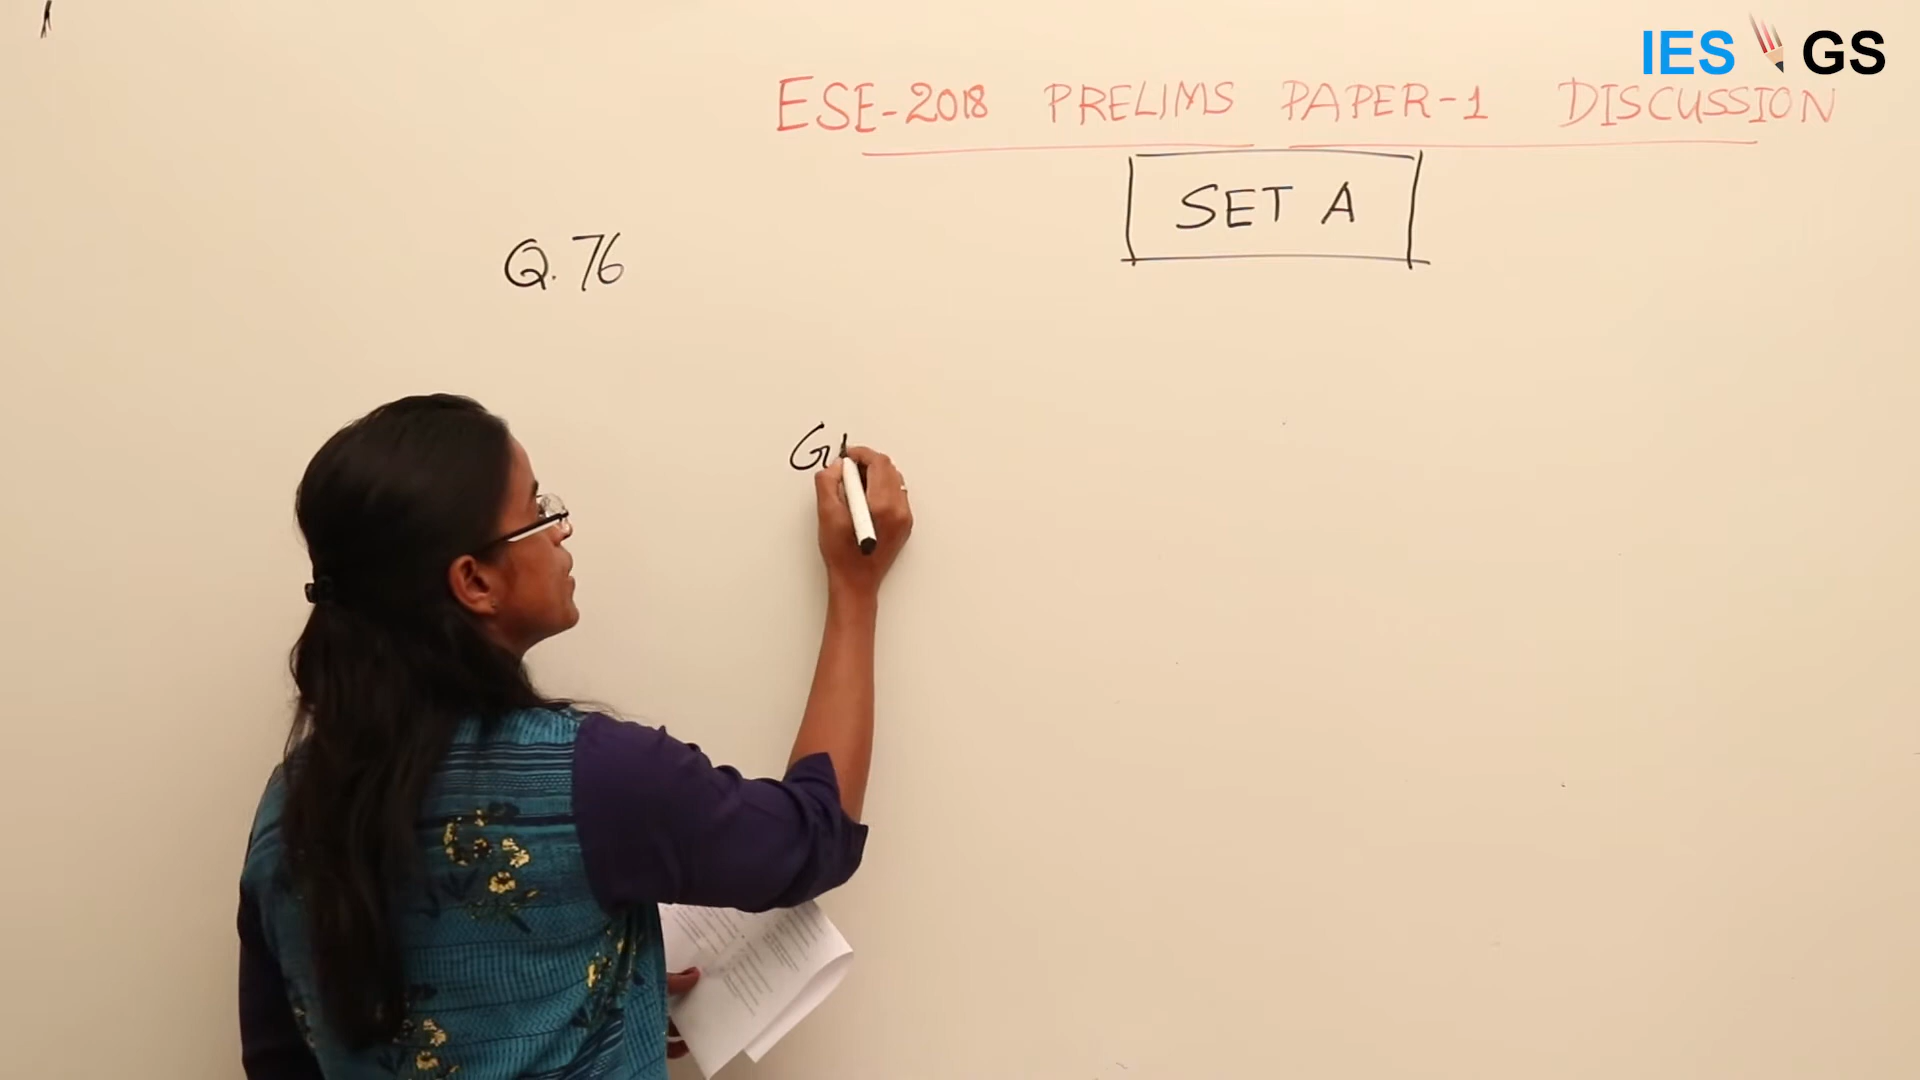 IES GS
ESE-2018 PRELIMS PAPER-1 DISCUSSION
SET A
Q.76
G